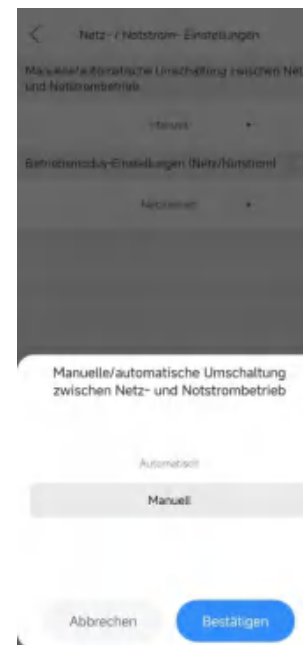 Netz- / Notstrom- Einstellungen
Manuelle/automatische Umschaltung zwischen Net
und Notstrombetrieb
Manuell
Betriebsmodus-Einstellungen (Netz/Notstrom)
Netzbetrieb
Manuelle/automatische Umschaltung
zwischen Netz- und Notstrombetrieb
Automatisch
Manuell
Abbrechen
Bestätigen